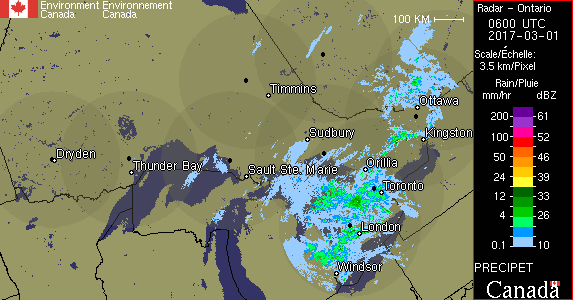 Environment Environnement
Canada Canada
Radar - Ontario
0600 UTC
2017-03-01
Scale/Échelle:
3.5 km/Pixel
Rain/Pluie
mm/hr dBZ
200 61
100 52
50 46
24 39
12 33
4 26
0.1 10
PRECIPET
Canada
100 KM
Timmins
Ottawa
Sudbury
Kingston
Dryden
Thunder Bay
Sault Ste. Marie
Orillia
Toronto
London
Windsor